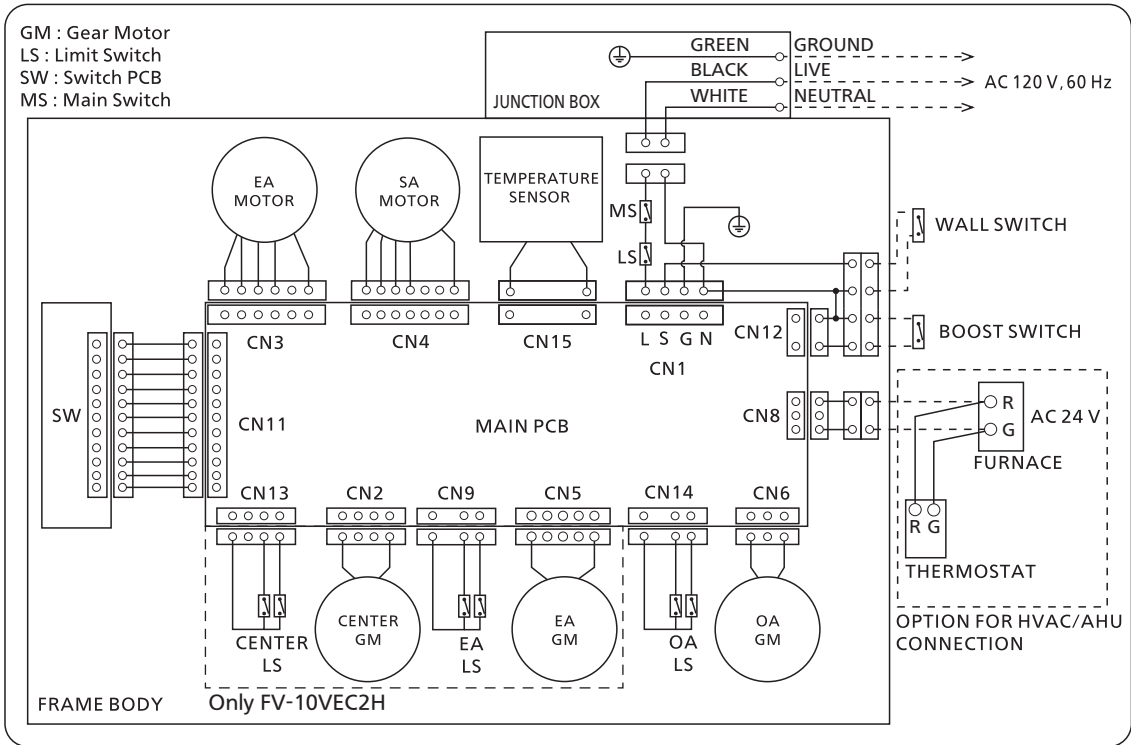 GM : Gear Motor
LS : Limit Switch
SW : Switch PCB
MS : Main Switch
GREEN
GROUND
BLACK
LIVE
AC 120 V, 60 Hz
WHITE
NEUTRAL
JUNCTION BOX
EA
MOTOR
SA
MOTOR
TEMPERATURE
SENSOR
MS
LS
WALL SWITCH
CN3
CN4
CN15
L S G N
CN1
CN12
BOOST SWITCH
SW
CN11
MAIN PCB
CN8
R
G
AC 24 V
FURNACE
R G
THERMOSTAT
OPTION FOR HVAC/AHU
CONNECTION
CN13
CN2
CN9
CN5
CN14
CN6
CENTER
LS
CENTER
GM
EA
LS
EA
GM
OA
LS
OA
GM
FRAME BODY
Only FV-10VEC2H